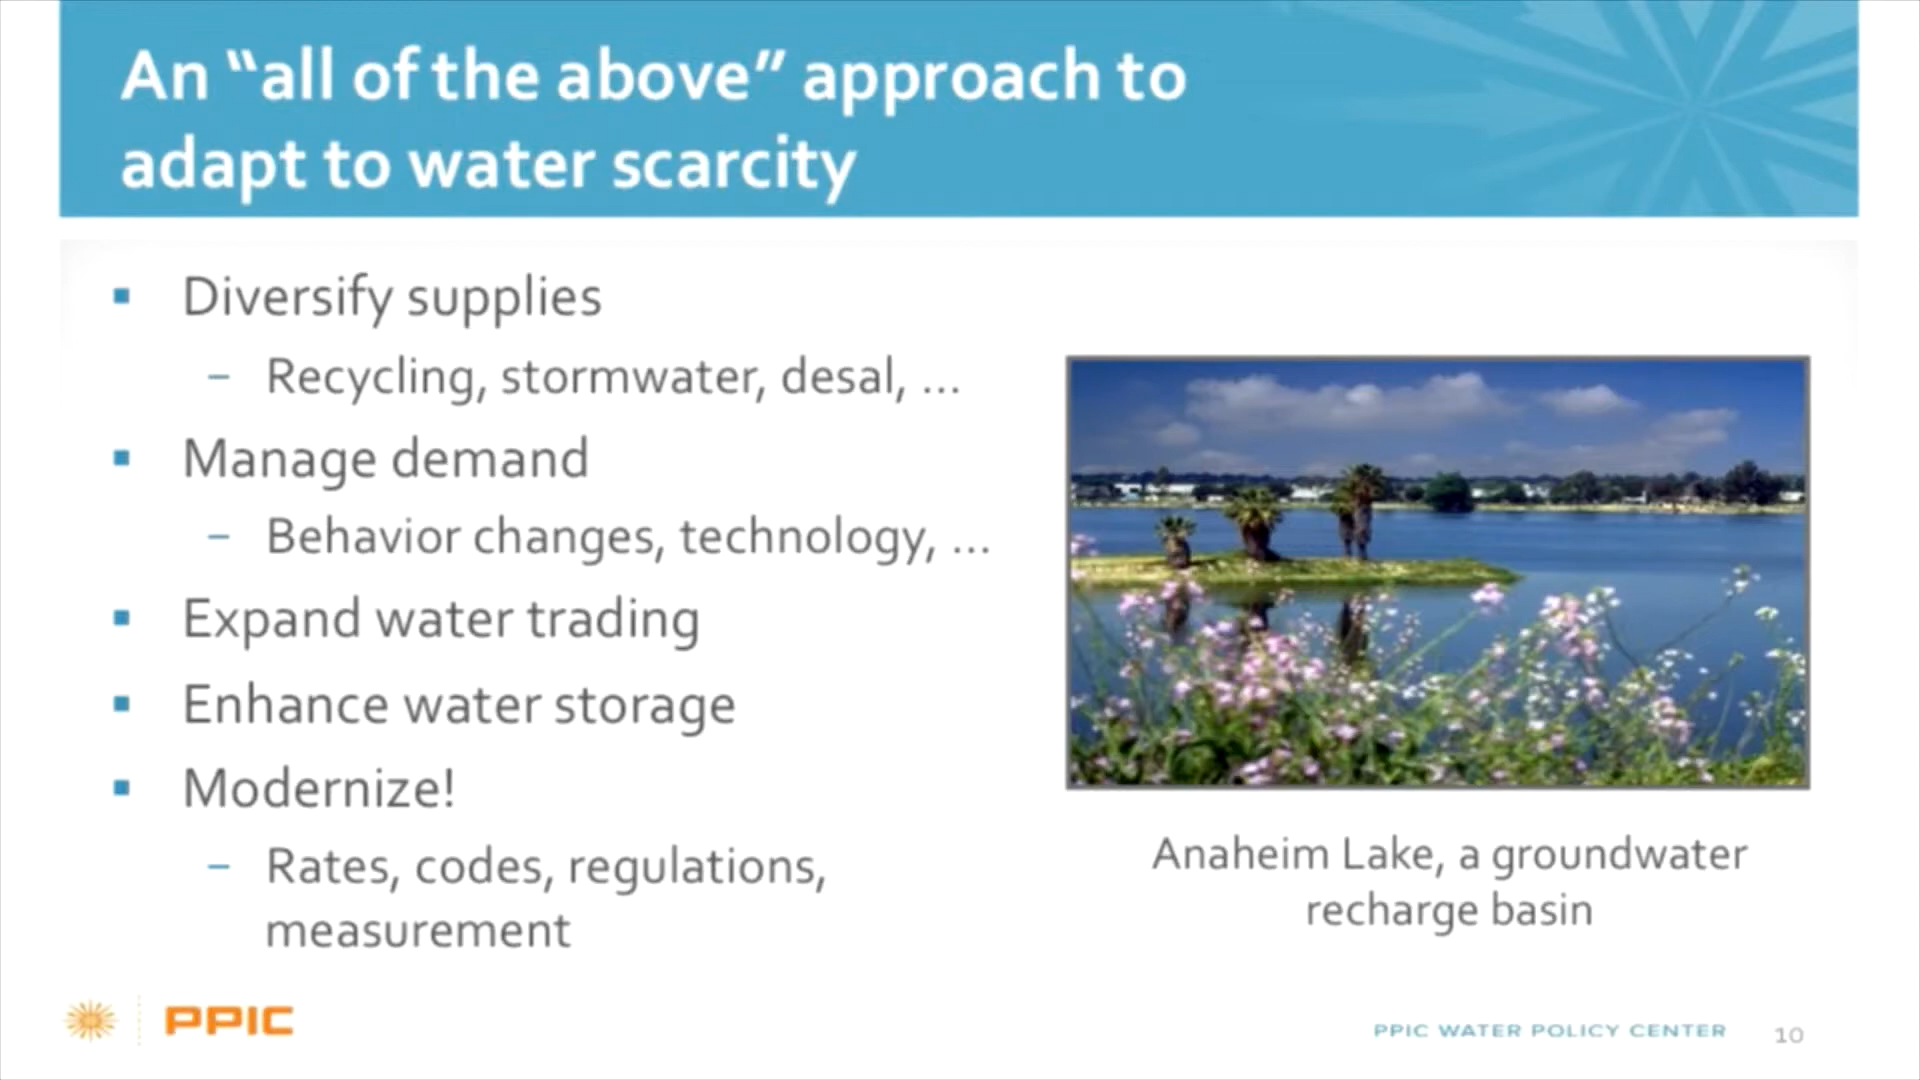 An “all of the above” approach to
adapt to water scarcity
▪ Diversify supplies
– Recycling, stormwater, desal, ...
▪ Manage demand
– Behavior changes, technology, ...
▪ Expand water trading
▪ Enhance water storage
▪ Modernize!
– Rates, codes, regulations,
measurement
Anaheim Lake, a groundwater
recharge basin
PPIC
PPIC WATER POLICY CENTER
10